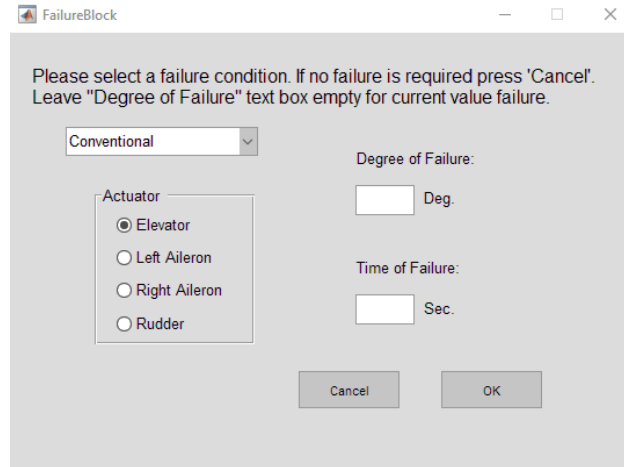 FailureBlock
Please select a failure condition. If no failure is required press 'Cancel'.
Leave "Degree of Failure" text box empty for current value failure.
Conventional
Degree of Failure:
Deg.
Actuator
Elevator
Left Aileron
Right Aileron
Rudder
Time of Failure:
Sec.
Cancel
OK